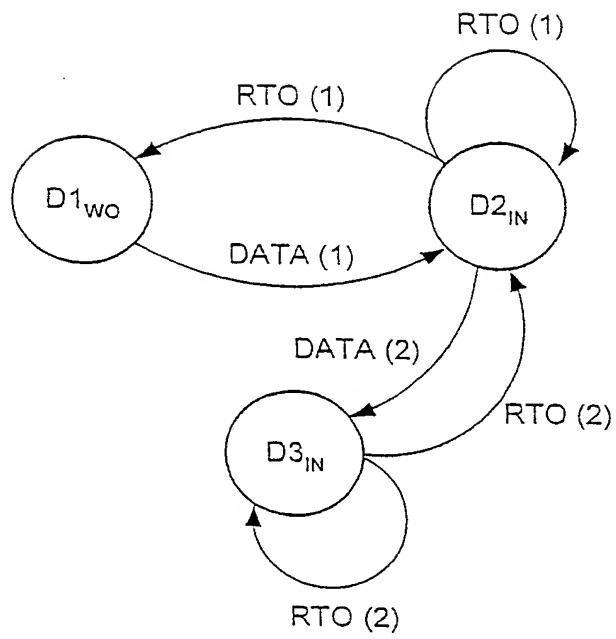 RTO (1)
RTO (1)
D1WO
D2IN
DATA (1)
DATA (2)
RTO (2)
D3IN
RTO (2)